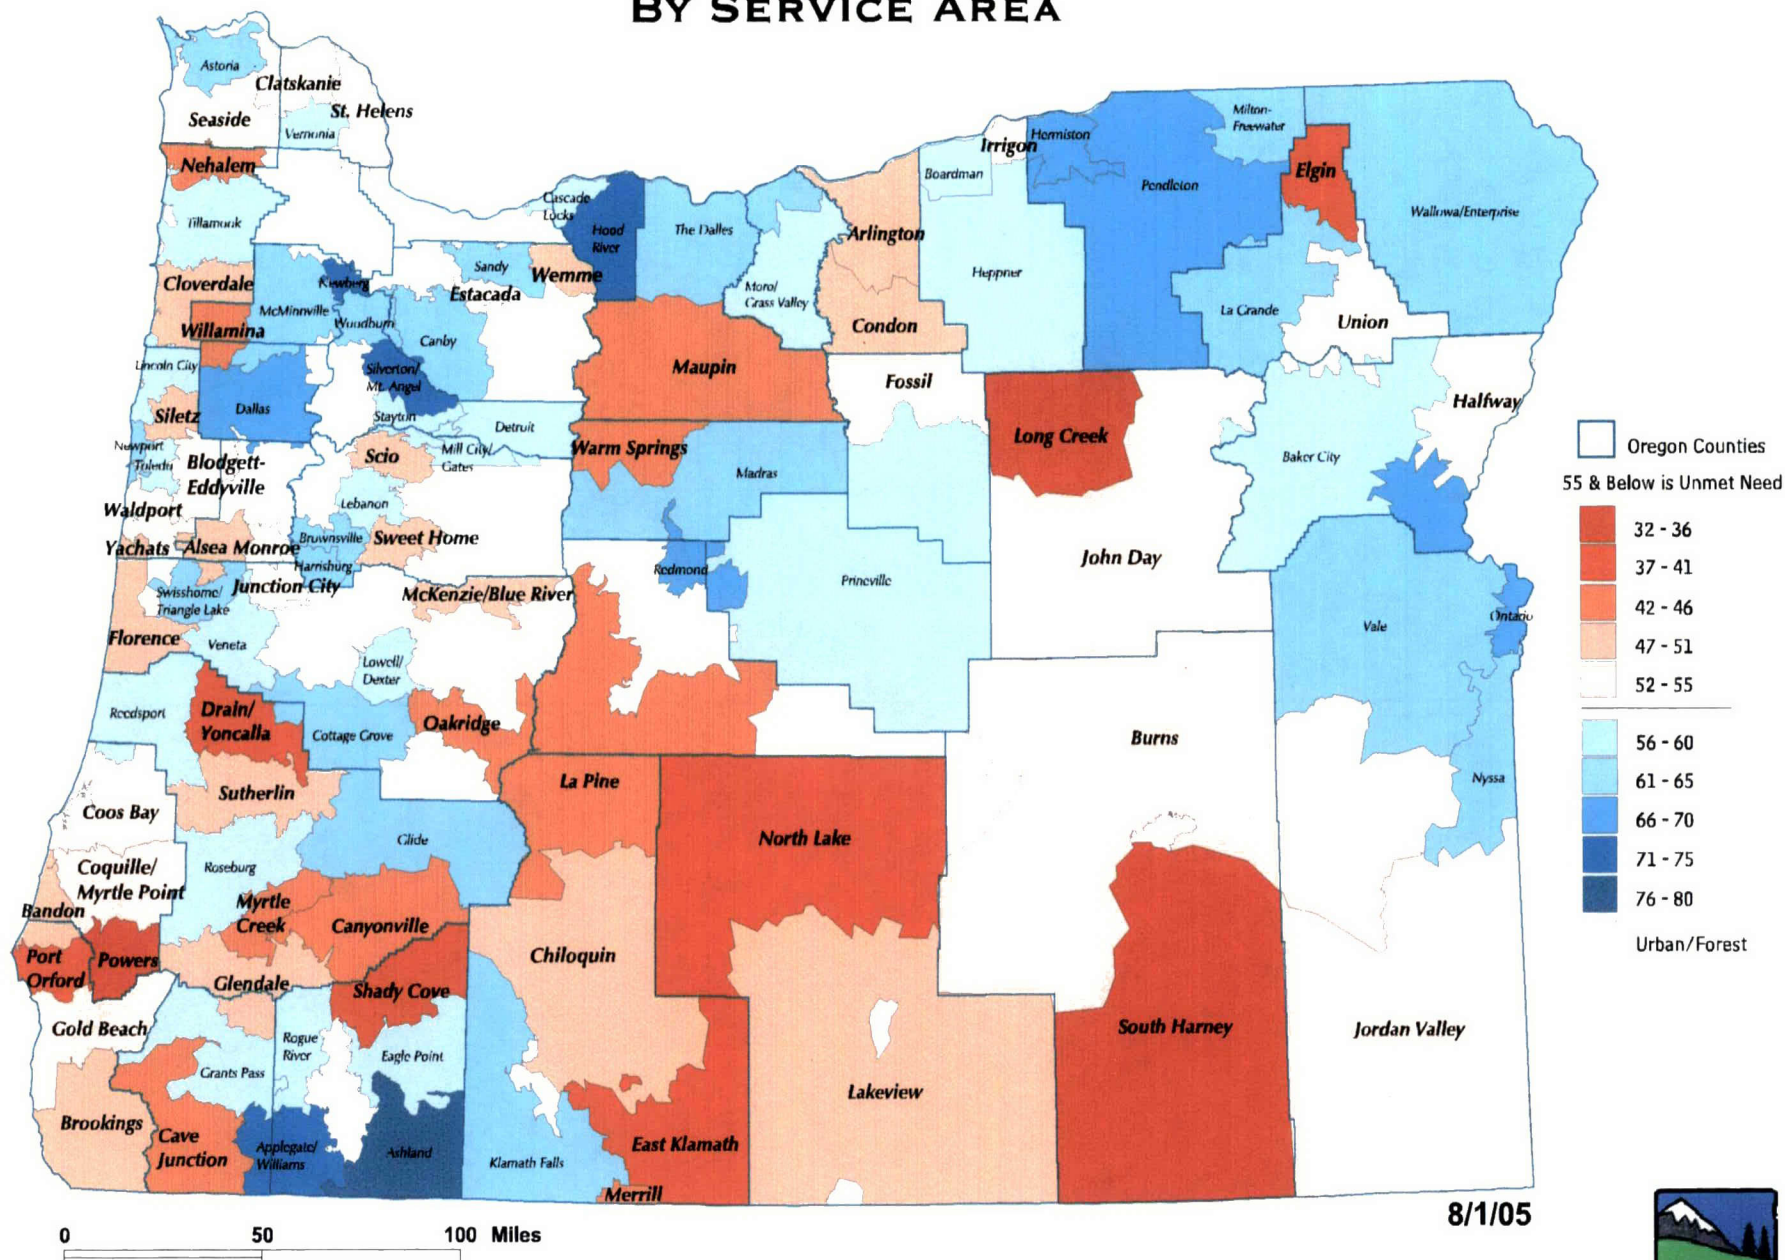 BY SERVICE AREA
Astoria
Clatskanie
Seaside
St. Helens
Vernonia
Nehalem
Tillamook
Cascade
Locks
Hood
River
The Dalles
Arlington
Boardman
Irrigon
Hermiston
Milton-
Freewater
Pendleton
Elgin
Wallowa/Enterprise
Cloverdale
Newberg
Sandy
Wemme
Estacada
Moro/
Grass Valley
Heppner
Willamina
McMinnville
Woodburn
Canby
Condon
La Grande
Union
Lincoln City
Silverton/
Mt. Angel
Maupin
Fossil
Halfway
Siletz
Dallas
Stayton
Detroit
Long Creek
Newport
Toledo
Blodgett-
Eddyville
Scio
Mill City/
Gates
Warm Springs
Madras
Baker City
Waldport
Lebanon
Yachats
Alsea
Monroe
Brownsville
Sweet Home
Harrisburg
John Day
Swisshome/
Triangle Lake
Junction City
McKenzie/Blue River
Redmond
Prineville
Florence
Veneta
Lowell/
Dexter
Vale
Ontario
Reedsport
Drain/
Yoncalla
Cottage Grove
Oakridge
Burns
Nyssa
Sutherlin
La Pine
Coos Bay
Glide
North Lake
Coquille/
Myrtle Point
Roseburg
Bandon
Myrtle
Creek
Canyonville
Chiloquin
Port
Orford
Powers
Glendale
Shady Cove
Gold Beach
Rogue
River
Eagle Point
South Harney
Jordan Valley
Grants Pass
Lakeview
Brookings
Cave
Junction
Applegate/
Williams
Ashland
Klamath Falls
East Klamath
Merrill
Oregon Counties
55 & Below is Unmet Need
32 - 36
37 - 41
42 - 46
47 - 51
52 - 55
56 - 60
61 - 65
66 - 70
71 - 75
76 - 80
Urban/Forest
8/1/05
0 50 100 Miles